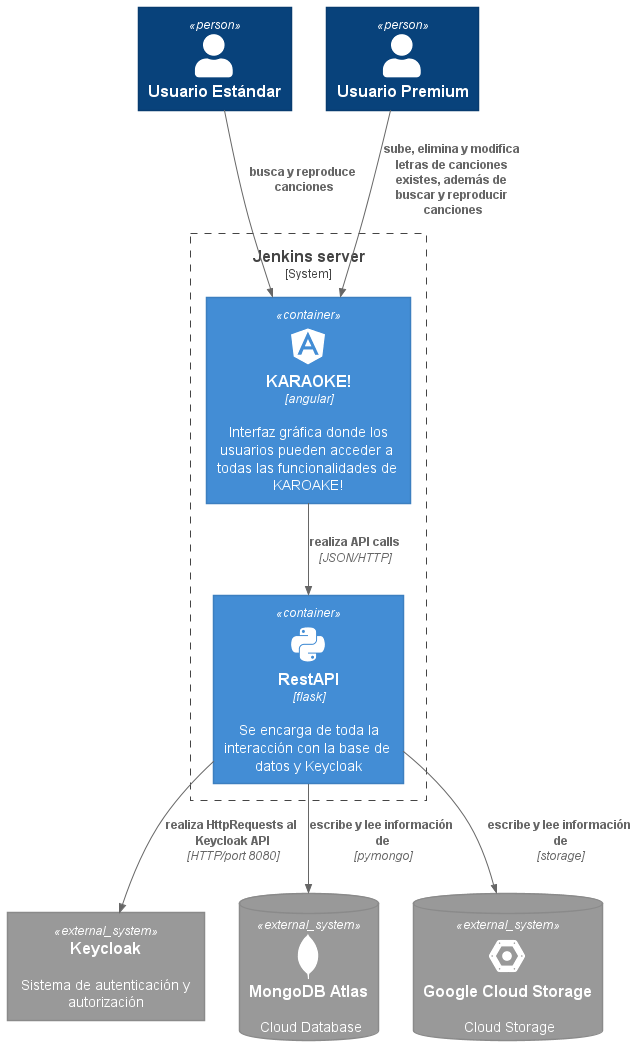 «person»
Usuario Estándar
«person»
Usuario Premium
busca y reproduce
canciones
sube, elimina y modifica
letras de canciones
existes, además de
buscar y reproducir
canciones
Jenkins server
[System]
«container»
KARAOKE!
[angular]
Interfaz gráfica donde los
usuarios pueden acceder a
todas las funcionalidades de
KAROAKE!
realiza API calls
[JSON/HTTP]
«container»
RestAPI
[flask]
Se encarga de toda la
interacción con la base de
datos y Keycloak
realiza HttpRequests al
Keycloak API
[HTTP/port 8080]
escribe y lee información
de
[pymongo]
escribe y lee información
de
[storage]
«external_system»
Keycloak
Sistema de autenticación y
autorización
«external_system»
MongoDB Atlas
Cloud Database
«external_system»
Google Cloud Storage
Cloud Storage